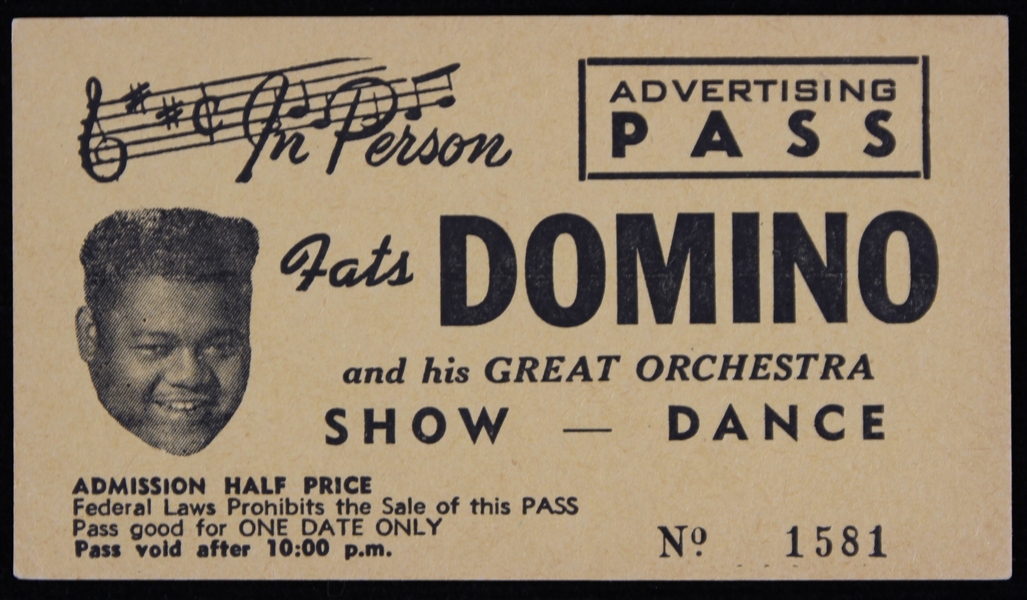 In Person
ADVERTISING
PASS
Fats DOMINO
and his GREAT ORCHESTRA
SHOW — DANCE
ADMISSION HALF PRICE
Federal Laws Prohibits the Sale of this PASS
Pass good for ONE DATE ONLY
Pass void after 10:00 p.m.
Nº 1581